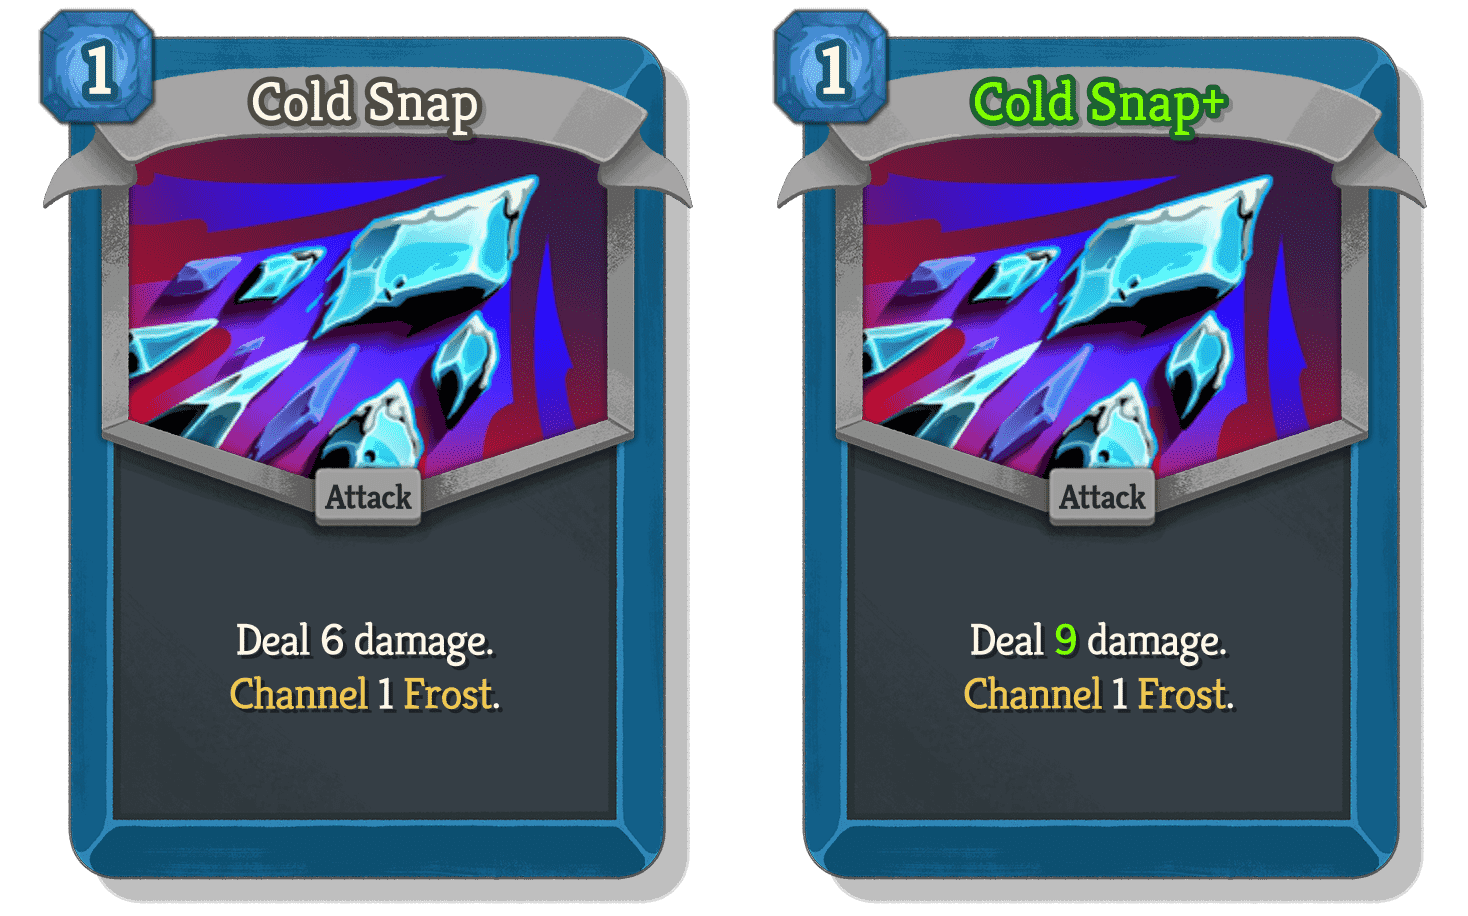 1
Cold Snap
Attack
Deal 6 damage.
Channel 1 Frost.
1
Cold Snap+
Attack
Deal 9 damage.
Channel 1 Frost.